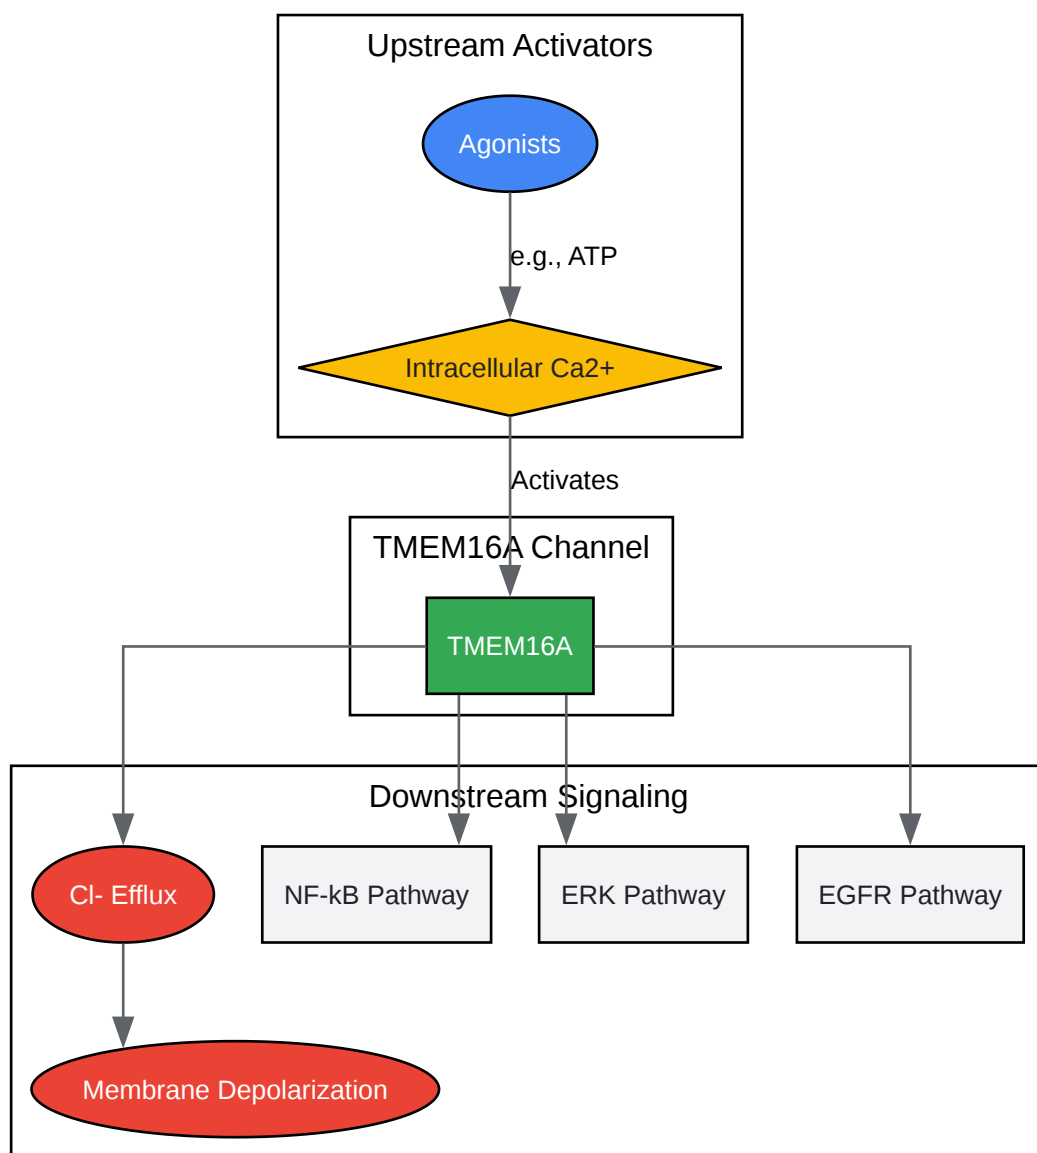 Upstream Activators
Agonists
e.g., ATP
Intracellular Ca2+
Activates
TMEM16A Channel
TMEM16A
Downstream Signaling
Cl- Efflux
NF-kB Pathway
ERK Pathway
EGFR Pathway
Membrane Depolarization